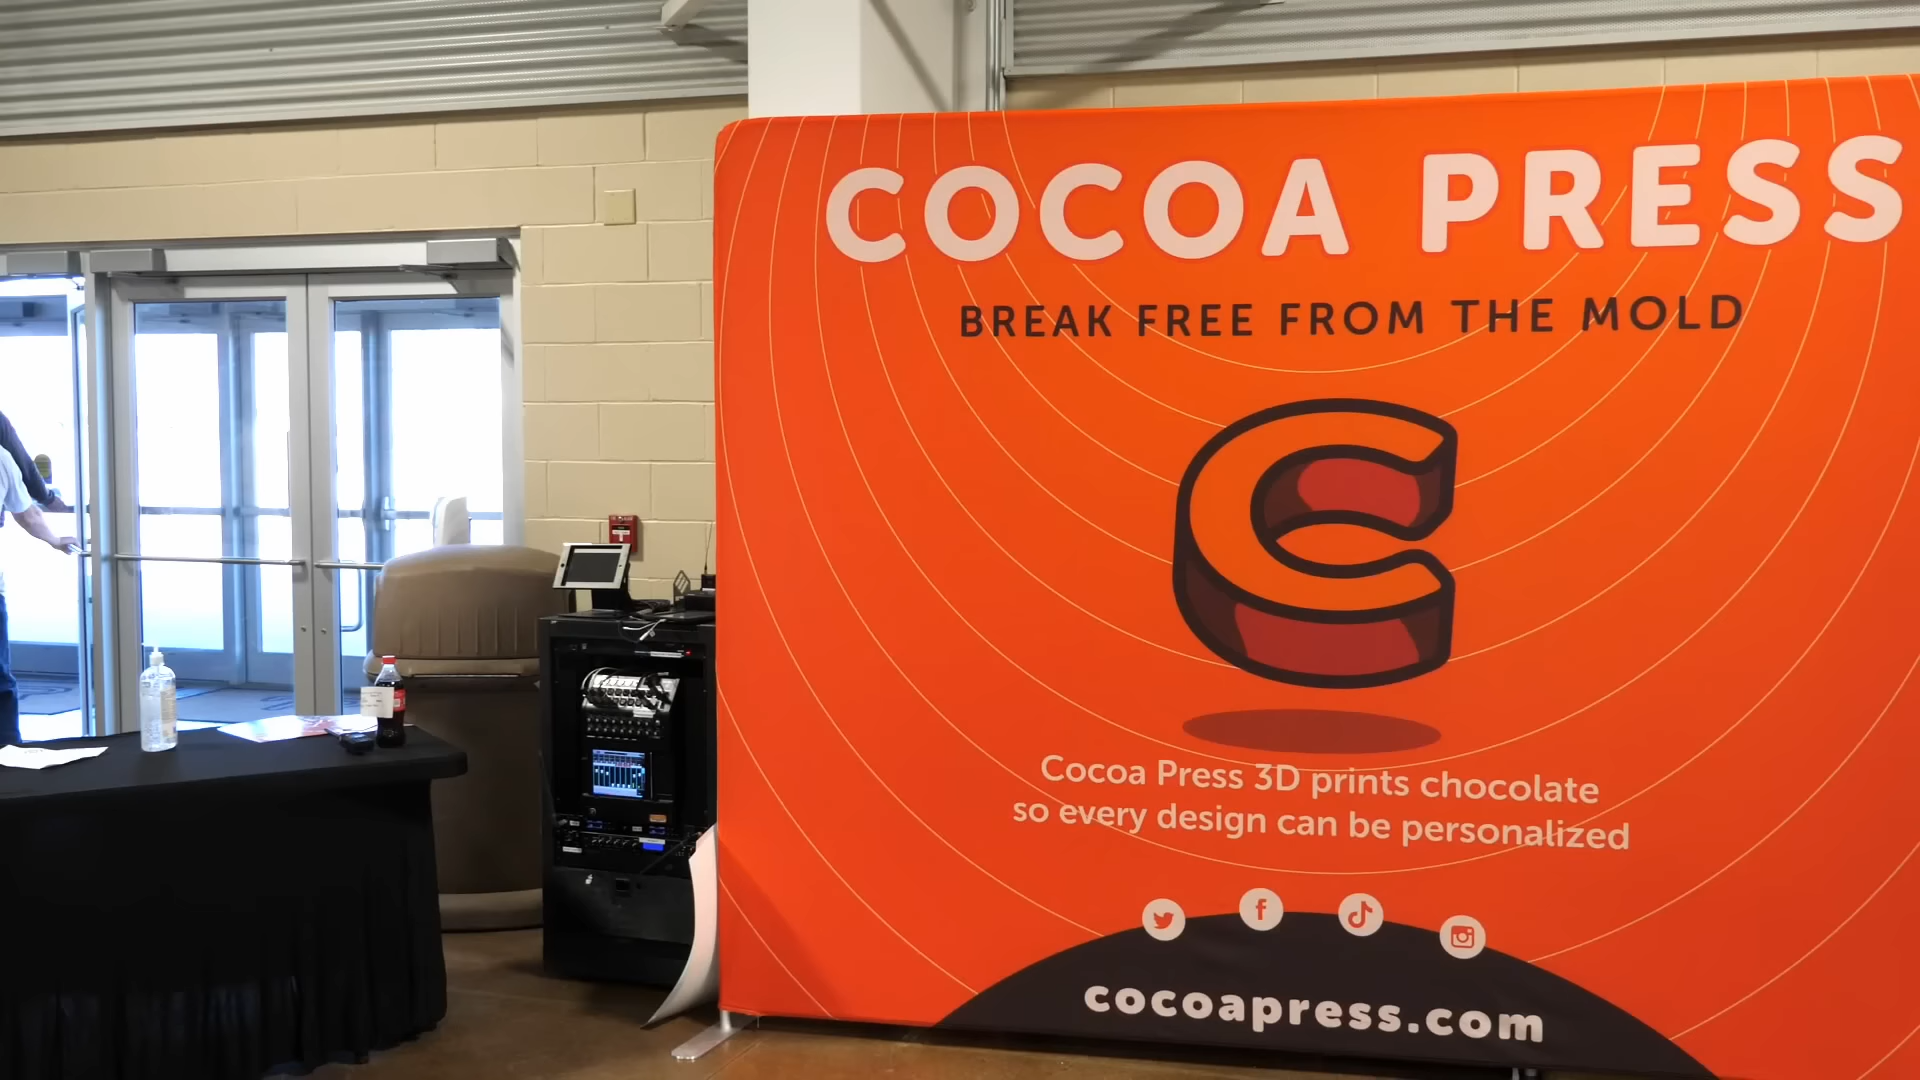 COCOA PRESS
BREAK FREE FROM THE MOLD
Cocoa Press 3D prints chocolate
so every design can be personalized
cocoapress.com